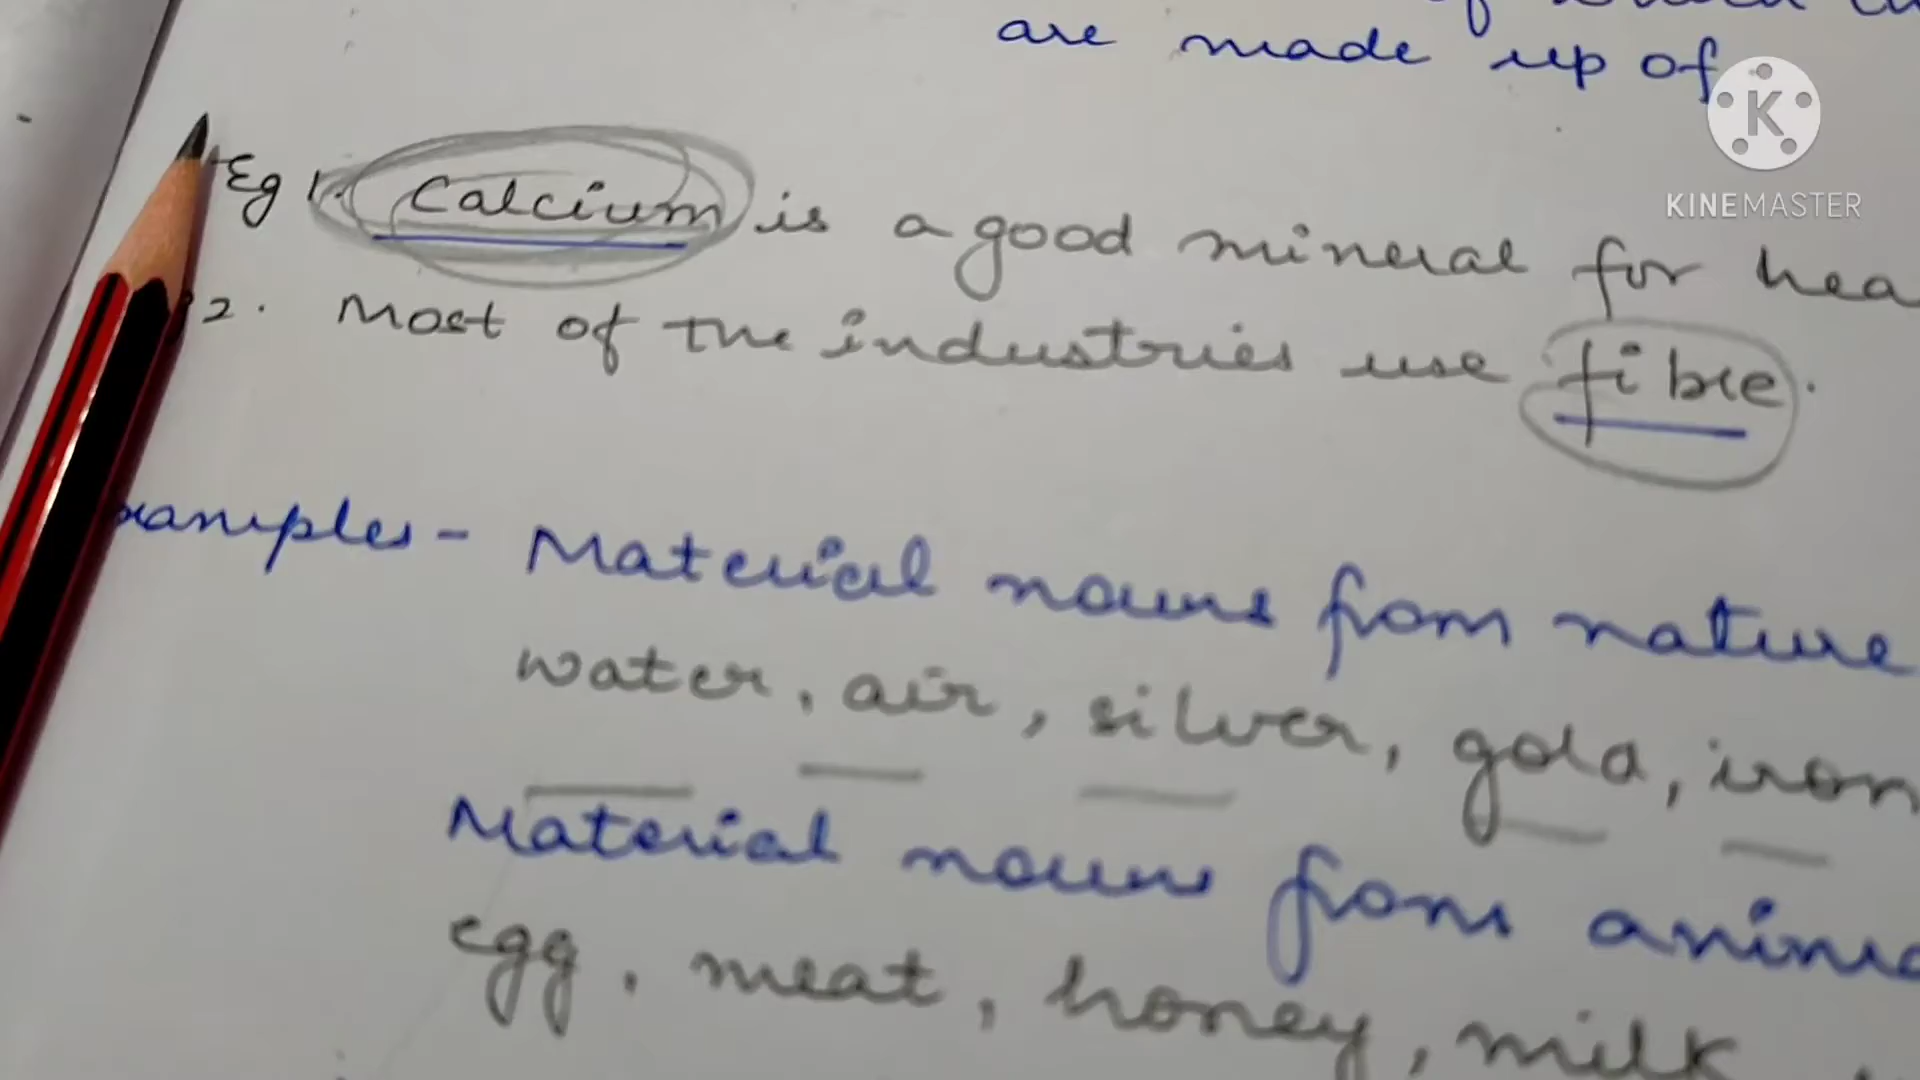 are made up of
Eg 1. Calcium is a good mineral for hea
2. Most of the industries use fibre.
xamples - Material nouns from nature
water, air, silver, gold, iron
Material nouns from anima
egg, meat, honey, milk
KINEMASTER